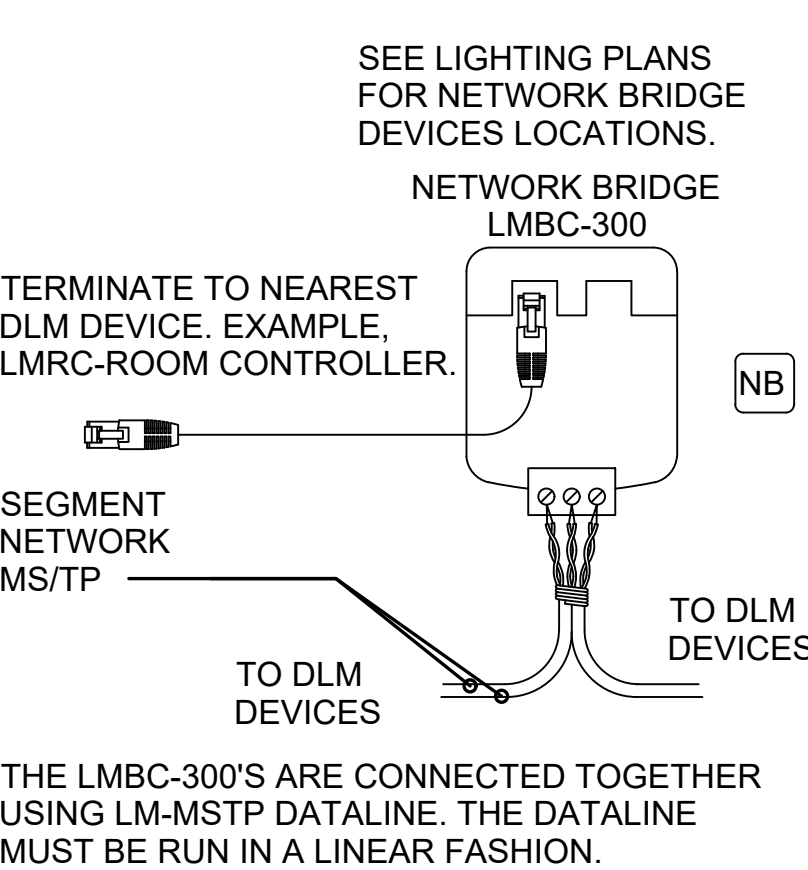 SEE LIGHTING PLANS
FOR NETWORK BRIDGE
DEVICES LOCATIONS.
NETWORK BRIDGE
LMBC-300
TERMINATE TO NEAREST
DLM DEVICE. EXAMPLE,
LMRC-ROOM CONTROLLER.
NB
SEGMENT
NETWORK
MS/TP
TO DLM
DEVICES
TO DLM
DEVICES
THE LMBC-300'S ARE CONNECTED TOGETHER
USING LM-MSTP DATALINE. THE DATALINE
MUST BE RUN IN A LINEAR FASHION.